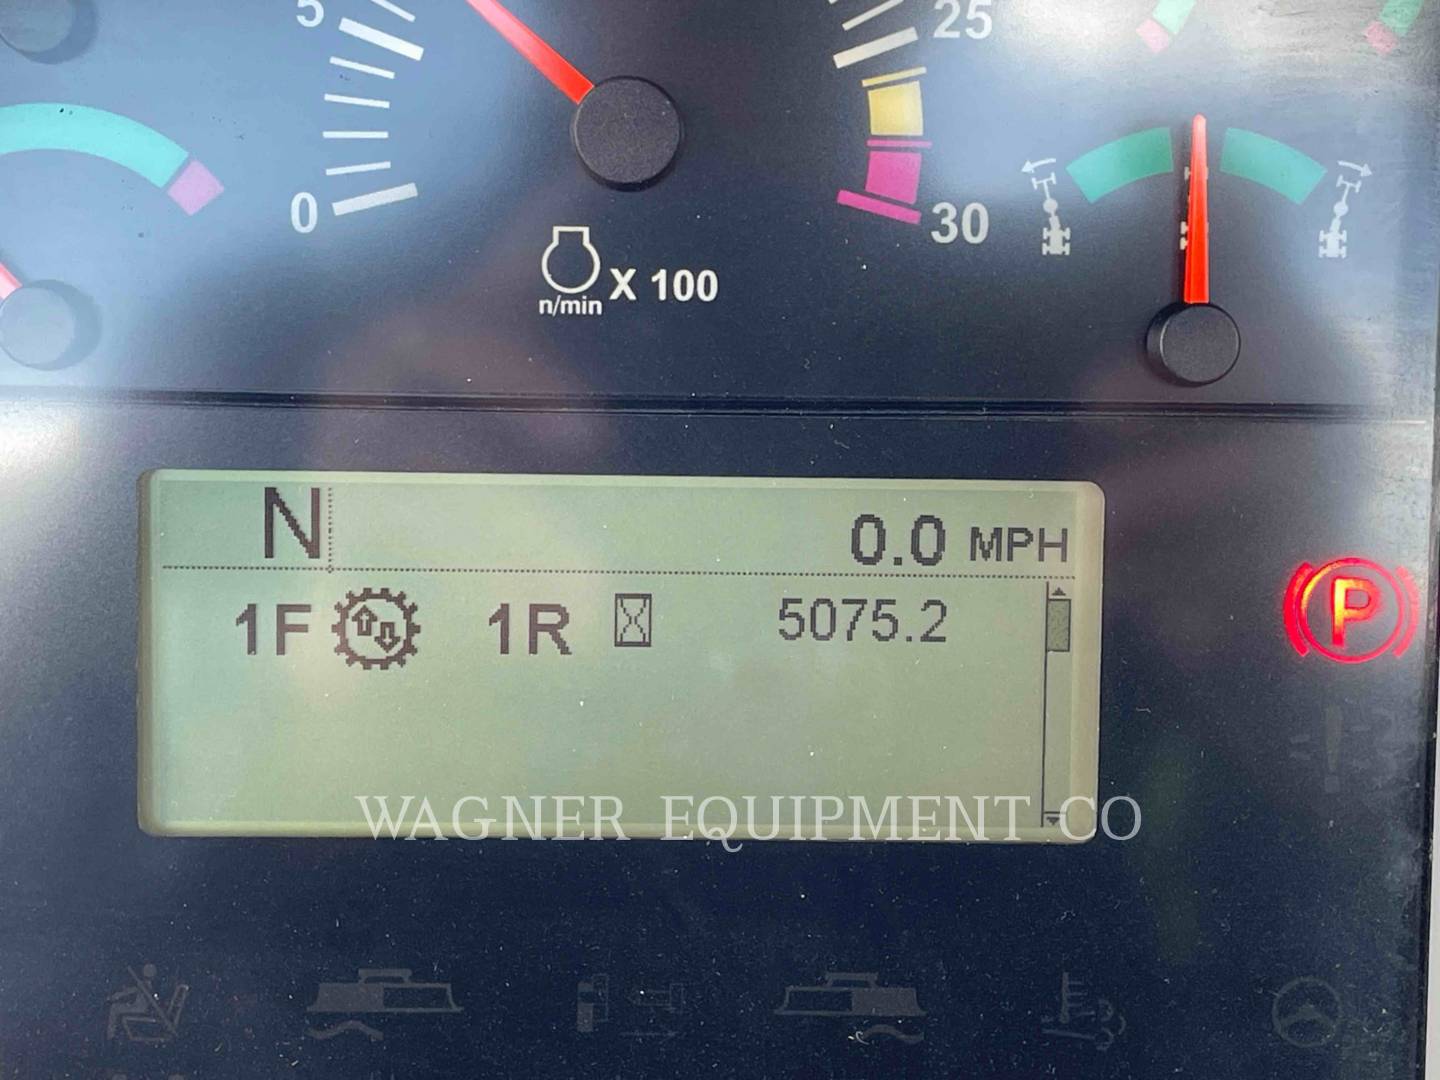 5
25
0
30
n/min X 100
N
0.0 MPH
1F 1R 5075.2
P
WAGNER EQUIPMENT CO